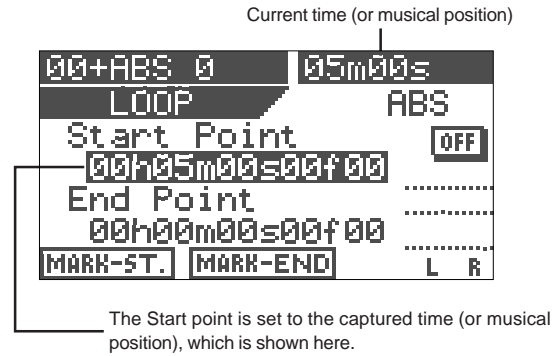 Current time (or musical position)
00+ABS 0 05m00s
LOOP ABS
Start Point OFF
00h05m00s00f00
End Point
00h00m00s00f00
MARK-ST. MARK-END L R
The Start point is set to the captured time (or musical
position), which is shown here.